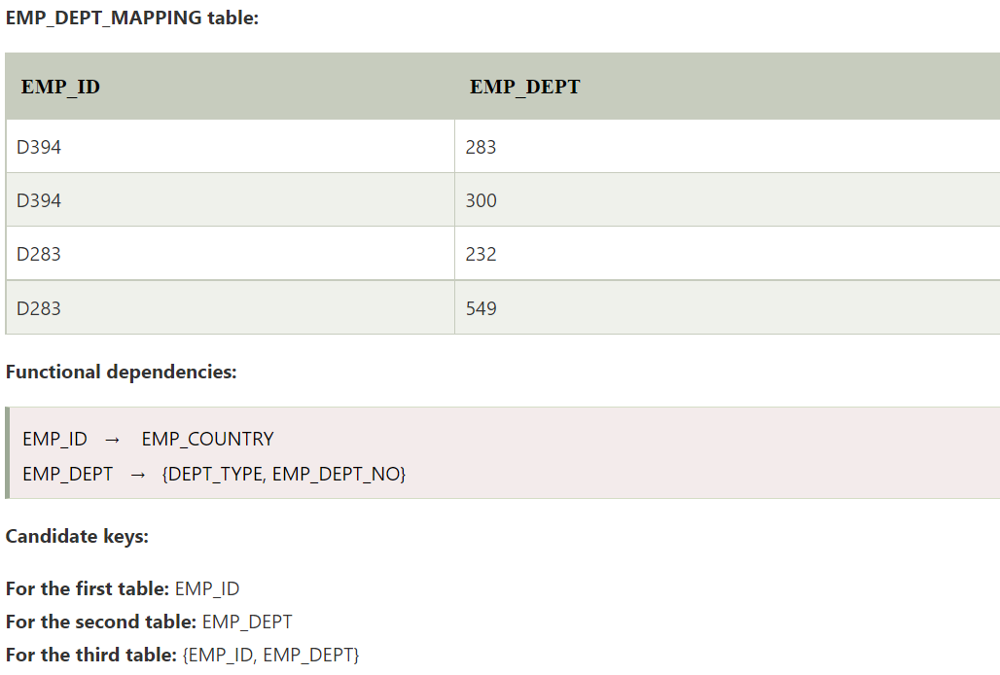 EMP_DEPT_MAPPING table:
EMP_ID EMP_DEPT
D394 283
D394 300
D283 232
D283 549
Functional dependencies:
EMP_ID → EMP_COUNTRY
EMP_DEPT → {DEPT_TYPE, EMP_DEPT_NO}
Candidate keys:
For the first table: EMP_ID
For the second table: EMP_DEPT
For the third table: {EMP_ID, EMP_DEPT}